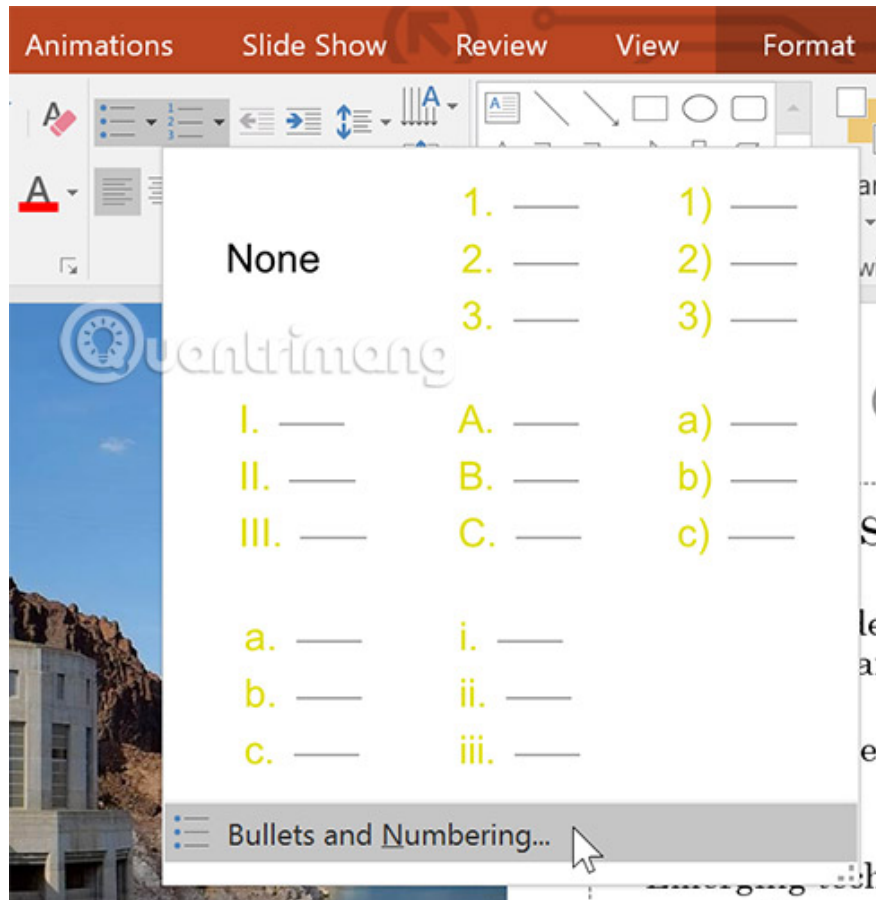 Animations Slide Show Review View Format
None
1.
2.
3.
1)
2)
3)
Quantrimang
I.
II.
III.
A.
B.
C.
a)
b)
c)
a.
b.
c.
i.
ii.
iii.
Bullets and Numbering...
Emerging